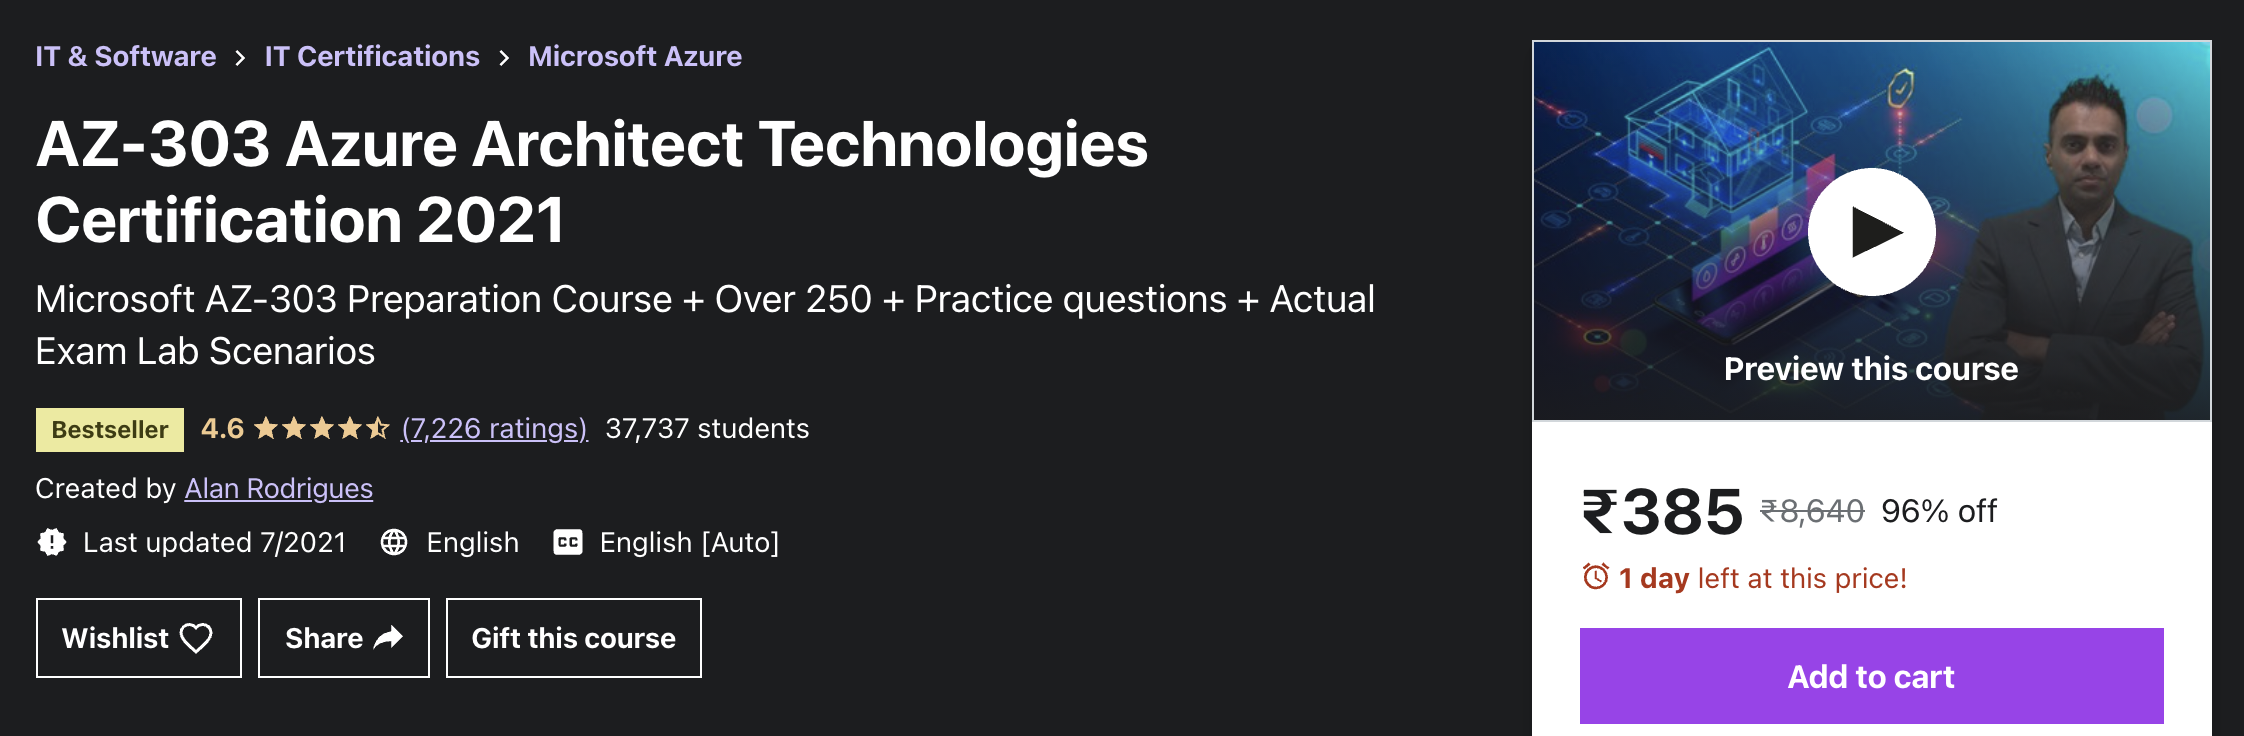 IT & Software > IT Certifications > Microsoft Azure
AZ-303 Azure Architect Technologies
Certification 2021
Microsoft AZ-303 Preparation Course + Over 250 + Practice questions + Actual
Exam Lab Scenarios
Bestseller 4.6 (7,226 ratings) 37,737 students
Created by Alan Rodrigues
Last updated 7/2021 English CC English [Auto]
Wishlist Share Gift this course
Preview this course
₹385 ₹8,640 96% off
1 day left at this price!
Add to cart